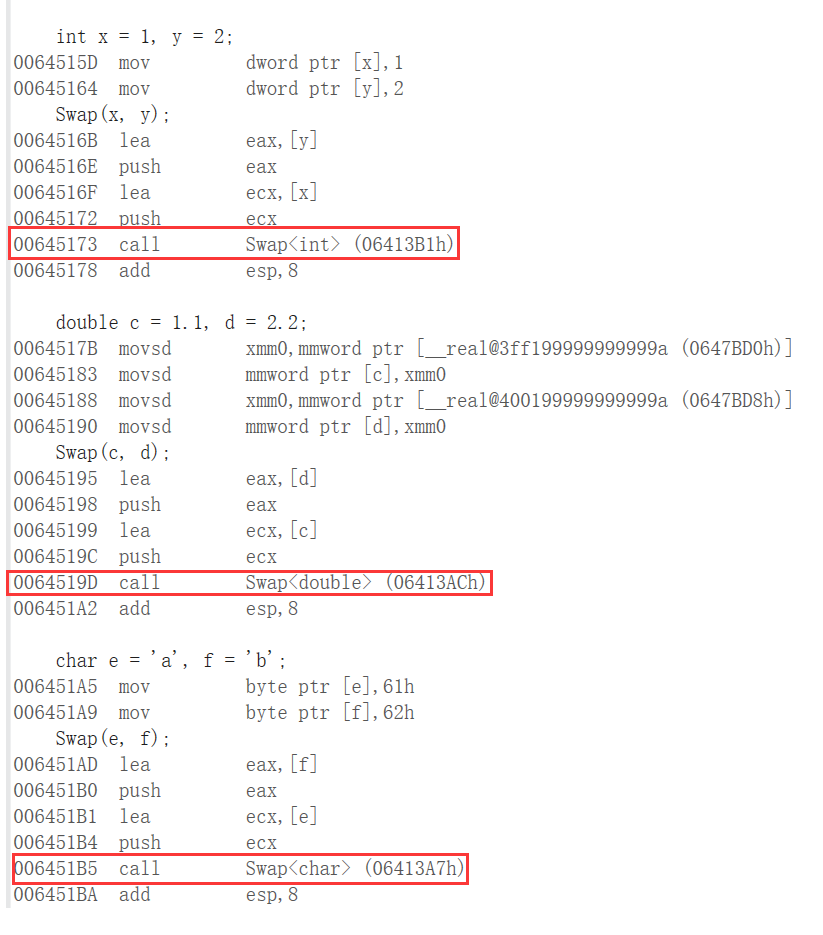 int x = 1, y = 2;
0064515D mov dword ptr [x],1
00645164 mov dword ptr [y],2
Swap(x, y);
0064516B lea eax,[y]
0064516E push eax
0064516F lea ecx,[x]
00645172 push ecx
00645173 call Swap<int> (06413B1h)
00645178 add esp,8
double c = 1.1, d = 2.2;
0064517B movsd xmm0,mmword ptr [__real@3ff199999999999a (0647BD0h)]
00645183 movsd mmword ptr [c],xmm0
00645188 movsd xmm0,mmword ptr [__real@400199999999999a (0647BD8h)]
00645190 movsd mmword ptr [d],xmm0
Swap(c, d);
00645195 lea eax,[d]
00645198 push eax
00645199 lea ecx,[c]
0064519C push ecx
0064519D call Swap<double> (06413ACh)
006451A2 add esp,8
char e = 'a', f = 'b';
006451A5 mov byte ptr [e],61h
006451A9 mov byte ptr [f],62h
Swap(e, f);
006451AD lea eax,[f]
006451B0 push eax
006451B1 lea ecx,[e]
006451B4 push ecx
006451B5 call Swap<char> (06413A7h)
006451BA add esp,8